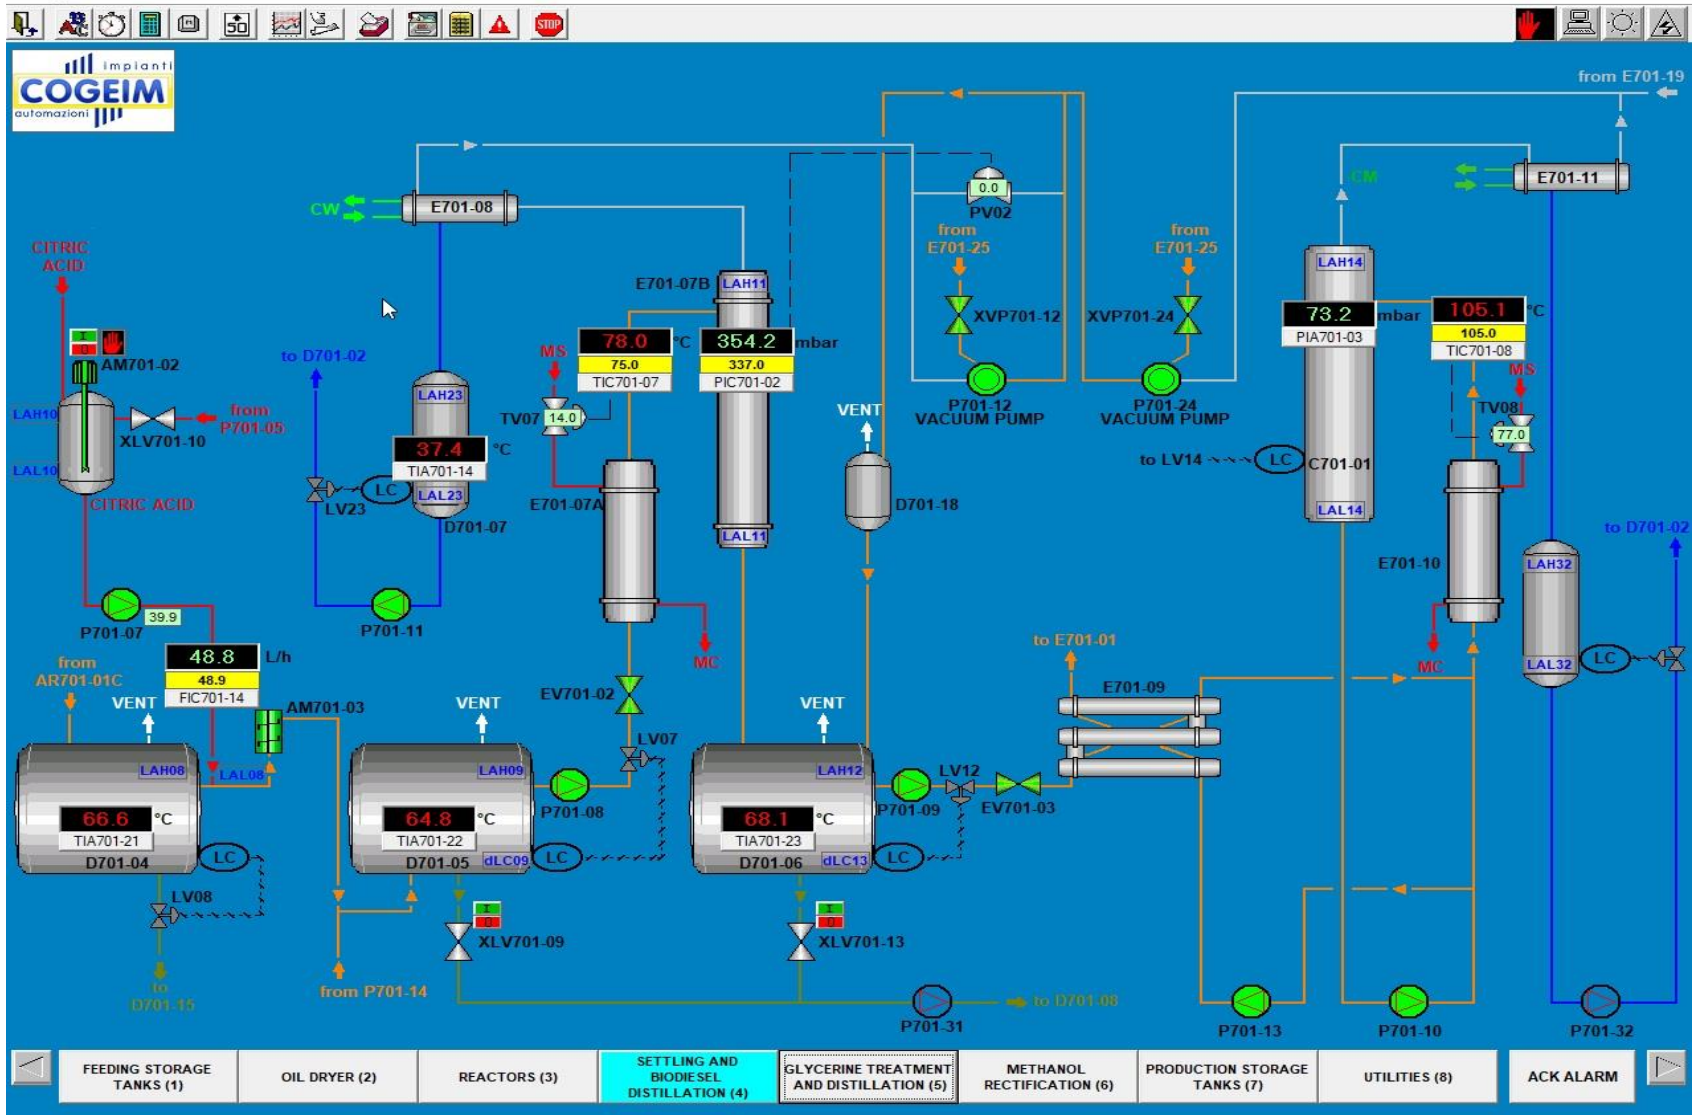 STOP
impianti
COGEIM
automazioni
from E701-19
CW
E701-08
0.0
PV02
CM
E701-11
CITRIC
ACID
from
E701-25
from
E701-25
E701-07B
LAH11
LAH14
XVP701-12
XVP701-24
AM701-02
to D701-02
MS
78.0 °C
75.0
TIC701-07
354.2 mbar
337.0
PIC701-02
73.2 mbar
PIA701-03
105.1 °C
105.0
TIC701-08
MS
LAH10
from
P701-05
XLV701-10
LAL10
LAH23
37.4 °C
TIA701-14
LC
LAL23
LV23
D701-07
TV07
14.0
E701-07A
LAL11
P701-12
VACUUM PUMP
P701-24
VACUUM PUMP
VENT
D701-18
to LV14
LC
C701-01
LAL14
TV08
77.0
E701-10
to D701-02
LAH32
LAL32
LC
CITRIC ACID
P701-07
39.9
P701-11
MC
MC
48.8 L/h
48.9
FIC701-14
from
AR701-01C
VENT
AM701-03
VENT
EV701-02
LV07
VENT
to E701-01
E701-09
LAH08
LAL08
66.6 °C
TIA701-21
D701-04
LC
LV08
to
D701-15
LAH09
64.8 °C
TIA701-22
D701-05
dLC09
LC
P701-08
LAH12
68.1 °C
TIA701-23
D701-06
dLC13
LC
P701-09
LV12
EV701-03
I
0
XLV701-09
I
0
XLV701-13
from P701-14
P701-31
to D701-08
P701-13
P701-10
P701-32
FEEDING STORAGE
TANKS (1)
OIL DRYER (2)
REACTORS (3)
SETTLING AND
BIODIESEL
DISTILLATION (4)
GLYCERINE TREATMENT
AND DISTILLATION (5)
METHANOL
RECTIFICATION (6)
PRODUCTION STORAGE
TANKS (7)
UTILITIES (8)
ACK ALARM